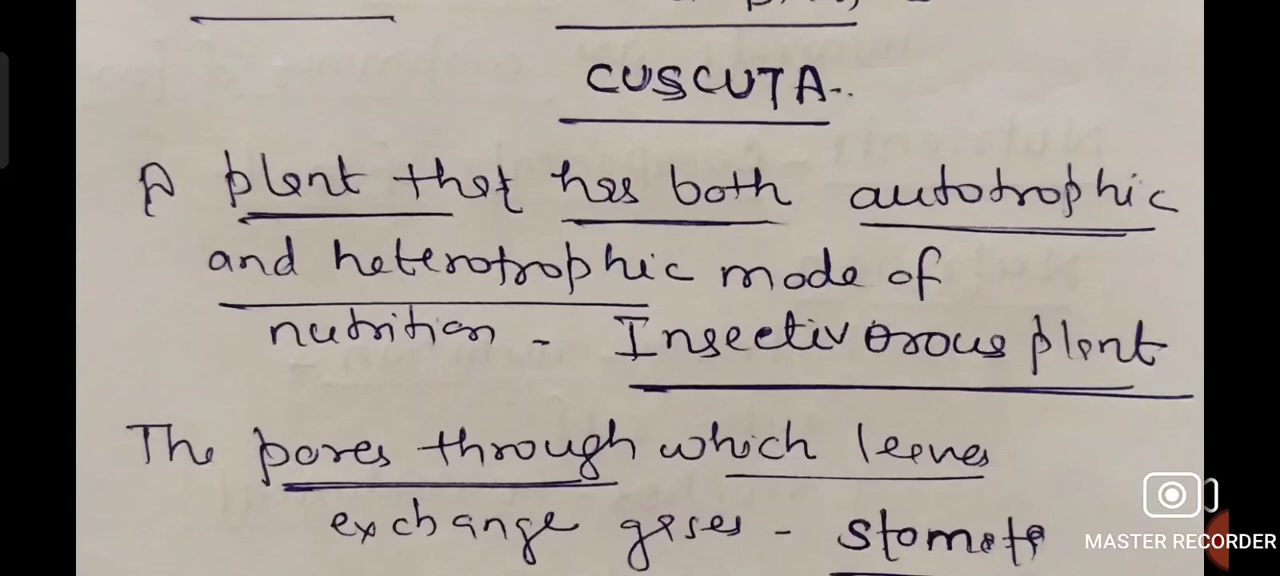 CUSCUTA..
A plant that has both autotrophic
and heterotrophic mode of
nutrition - Insectivorous plant
The pores through which leaves
exchange gases - stomata
MASTER RECORDER